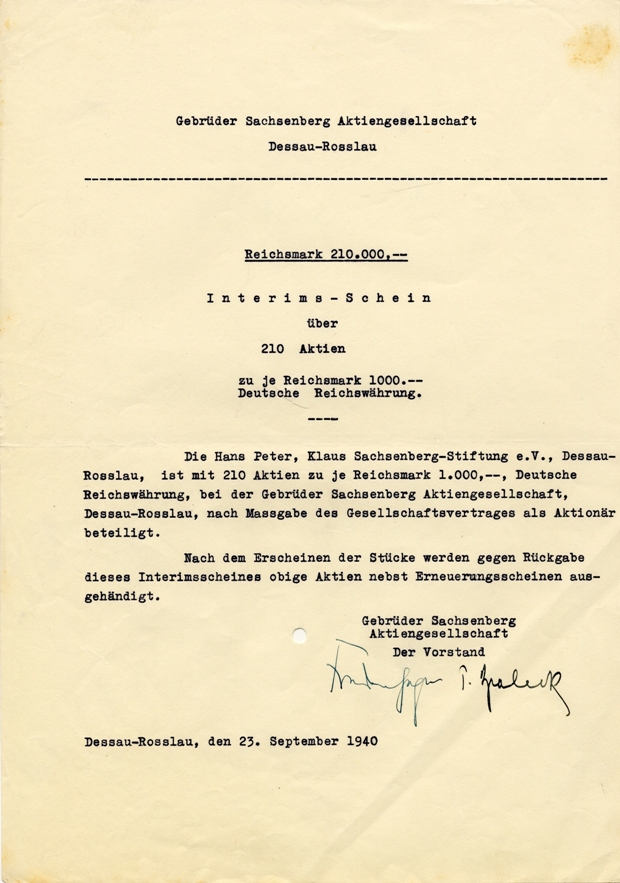 Gebrüder Sachsenberg Aktiengesellschaft
Dessau-Rosslau
Reichsmark 210.000,--
Interims-Schein
über
210 Aktien
zu je Reichsmark 1000.--
Deutsche Reichswährung.
Die Hans Peter, Klaus Sachsenberg-Stiftung e.V., Dessau-
Rosslau, ist mit 210 Aktien zu je Reichsmark 1.000,--, Deutsche
Reichswährung, bei der Gebrüder Sachsenberg Aktiengesellschaft,
Dessau-Rosslau, nach Massgabe des Gesellschaftsvertrages als Aktionär
beteiligt.
Nach dem Erscheinen der Stücke werden gegen Rückgabe
dieses Interimsscheines obige Aktien nebst Erneuerungsscheinen aus-
gehändigt.
Gebrüder Sachsenberg
Aktiengesellschaft
Der Vorstand
Dessau-Rosslau, den 23. September 1940